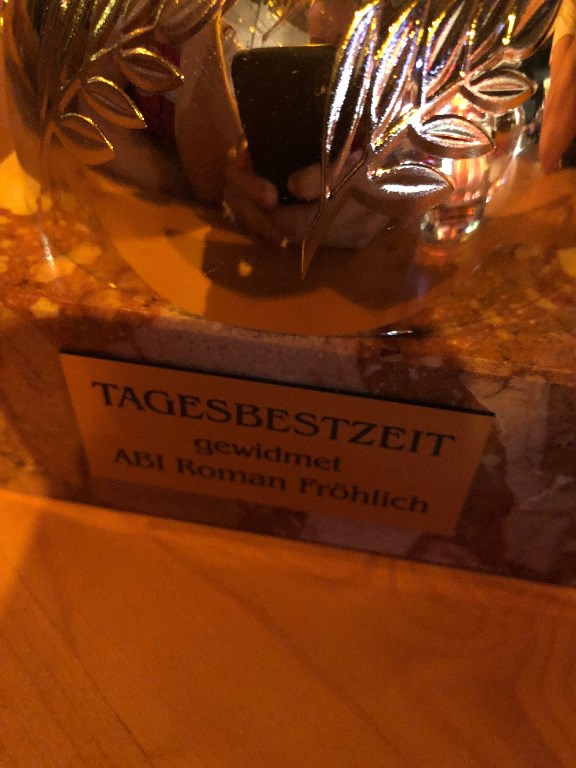 TAGESBESTZEIT
gewidmet
ABI Roman Fröhlich